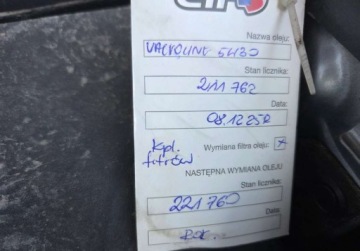 Nazwa oleju:
VALVOLINE 5W30
Stan licznika:
211 762
Data:
08.12.25r
Kpl. Wymiana filtra oleju: x
filtrów
NASTĘPNA WYMIANA OLEJU
Stan licznika:
221 760
Data: